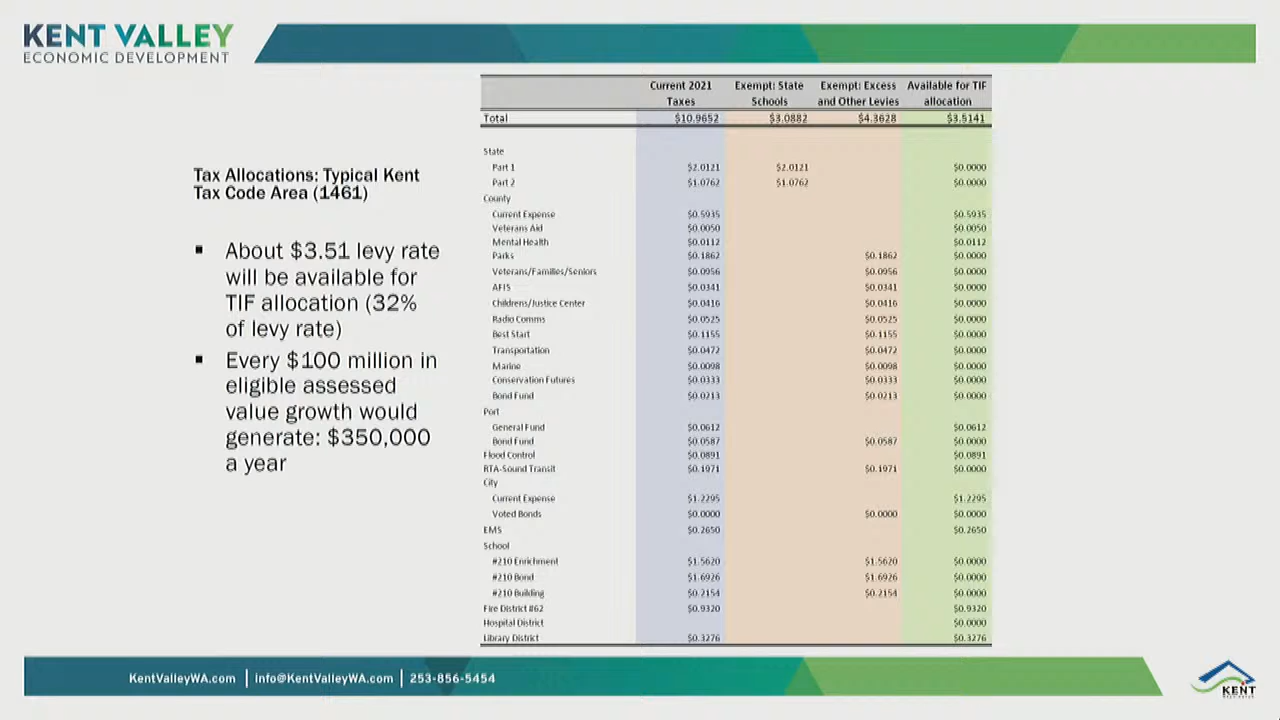 KENT VALLEY
ECONOMIC DEVELOPMENT
Tax Allocations: Typical Kent
Tax Code Area (1461)
▪ About $3.51 levy rate
will be available for
TIF allocation (32%
of levy rate)
▪ Every $100 million in
eligible assessed
value growth would
generate: $350,000
a year
Current 2021 Exempt: State Exempt: Excess Available for TIF
Taxes Schools and Other Levies allocation
Total $10.9652 $3.0882 $4.3628 $3.5141
State
Part 1 $2.0121 $2.0121 $0.0000
Part 2 $1.0762 $1.0762 $0.0000
County
Current Expense $0.5935 $0.5935
Veterans Aid $0.0050 $0.0050
Mental Health $0.0112 $0.0112
Parks $0.1862 $0.1862 $0.0000
Veterans/Families/Seniors $0.0956 $0.0956 $0.0000
AFIS $0.0341 $0.0341 $0.0000
Childrens/Justice Center $0.0416 $0.0416 $0.0000
Radio Comms $0.0525 $0.0525 $0.0000
Best Start $0.1155 $0.1155 $0.0000
Transportation $0.0472 $0.0472 $0.0000
Marine $0.0098 $0.0098 $0.0000
Conservation Futures $0.0333 $0.0333 $0.0000
Bond Fund $0.0213 $0.0213 $0.0000
Port
General Fund $0.0612 $0.0612
Bond Fund $0.0587 $0.0587 $0.0000
Flood Control $0.0891 $0.0891
RTA-Sound Transit $0.1971 $0.1971 $0.0000
City
Current Expense $1.2295 $1.2295
Voted Bonds $0.0000 $0.0000 $0.0000
EMS $0.2650 $0.2650
School
#210 Enrichment $1.5620 $1.5620 $0.0000
#210 Bond $1.6926 $1.6926 $0.0000
#210 Building $0.2154 $0.2154 $0.0000
Fire District #62 $0.9320 $0.9320
Hospital District $0.0000
Library District $0.3276 $0.3276
KentValleyWA.com | info@KentValleyWA.com | 253-856-5454
KENT